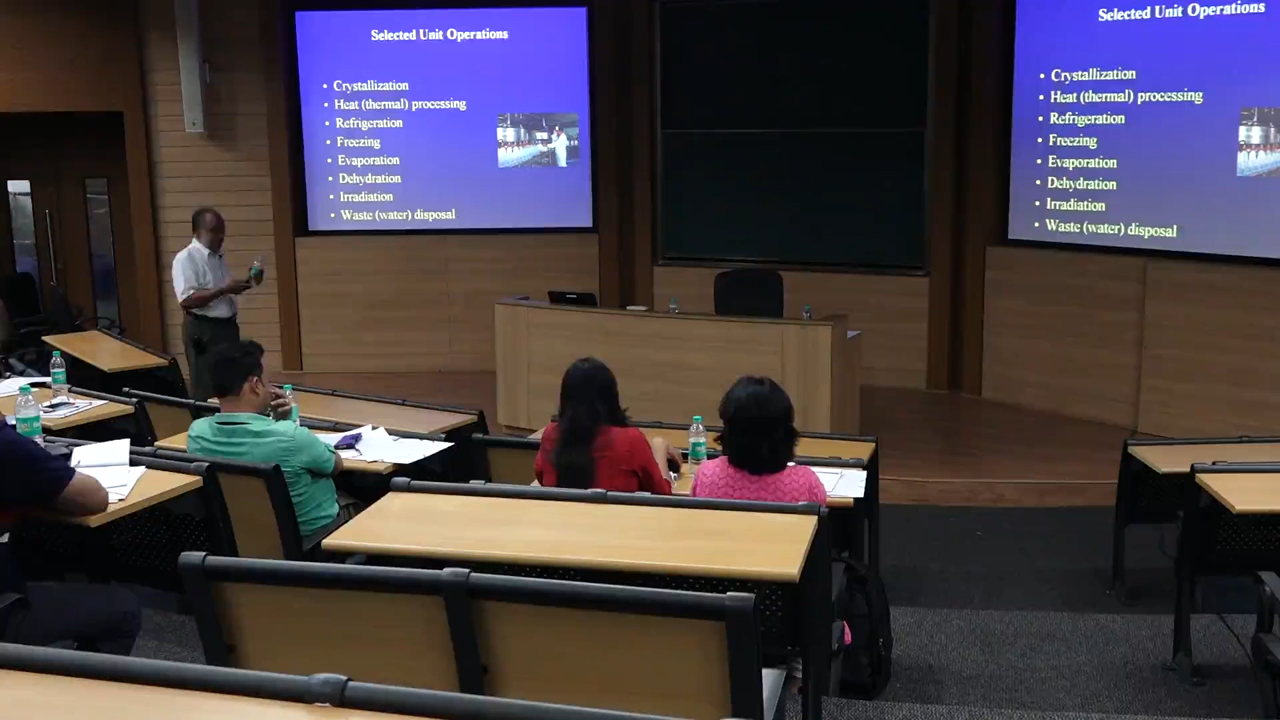 Selected Unit Operations
• Crystallization
• Heat (thermal) processing
• Refrigeration
• Freezing
• Evaporation
• Dehydration
• Irradiation
• Waste (water) disposal
Selected Unit Operations
• Crystallization
• Heat (thermal) processing
• Refrigeration
• Freezing
• Evaporation
• Dehydration
• Irradiation
• Waste (water) disposal